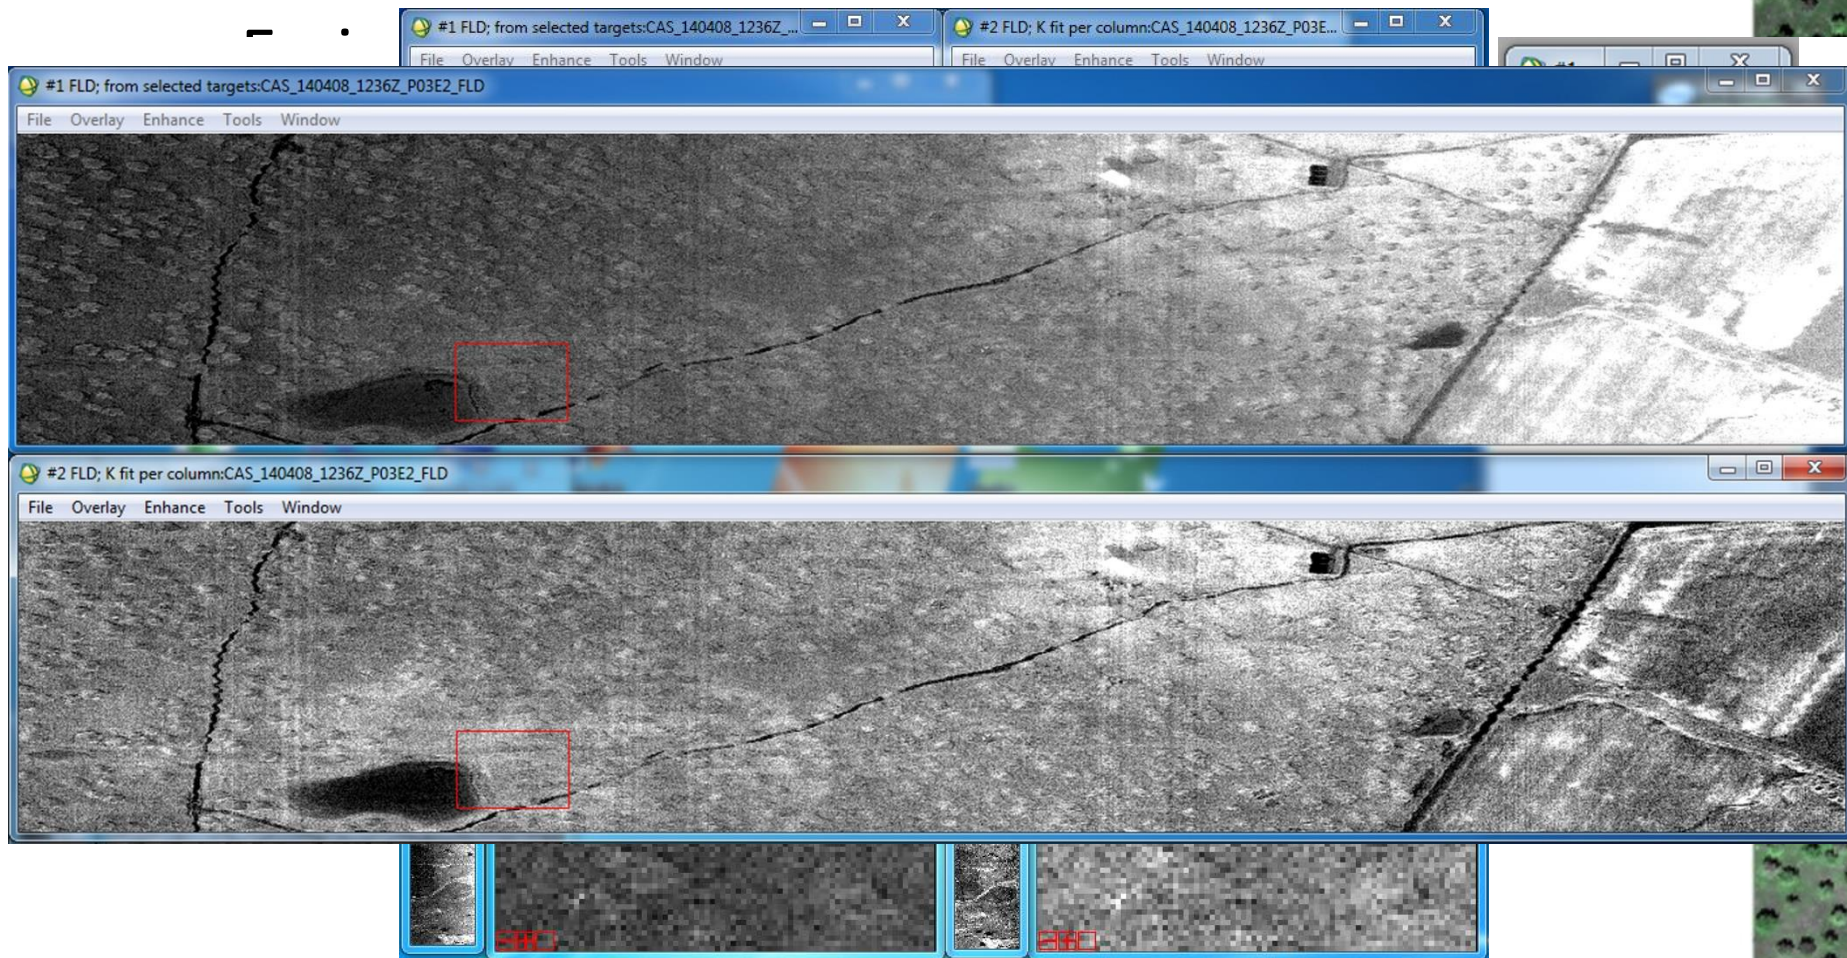 #1 FLD; from selected targets:CAS_140408_1236Z_...
File Overlay Enhance Tools Window
#2 FLD; K fit per column:CAS_140408_1236Z_P03E...
File Overlay Enhance Tools Window
#1 FLD; from selected targets:CAS_140408_1236Z_P03E2_FLD
File Overlay Enhance Tools Window
#2 FLD; K fit per column:CAS_140408_1236Z_P03E2_FLD
File Overlay Enhance Tools Window